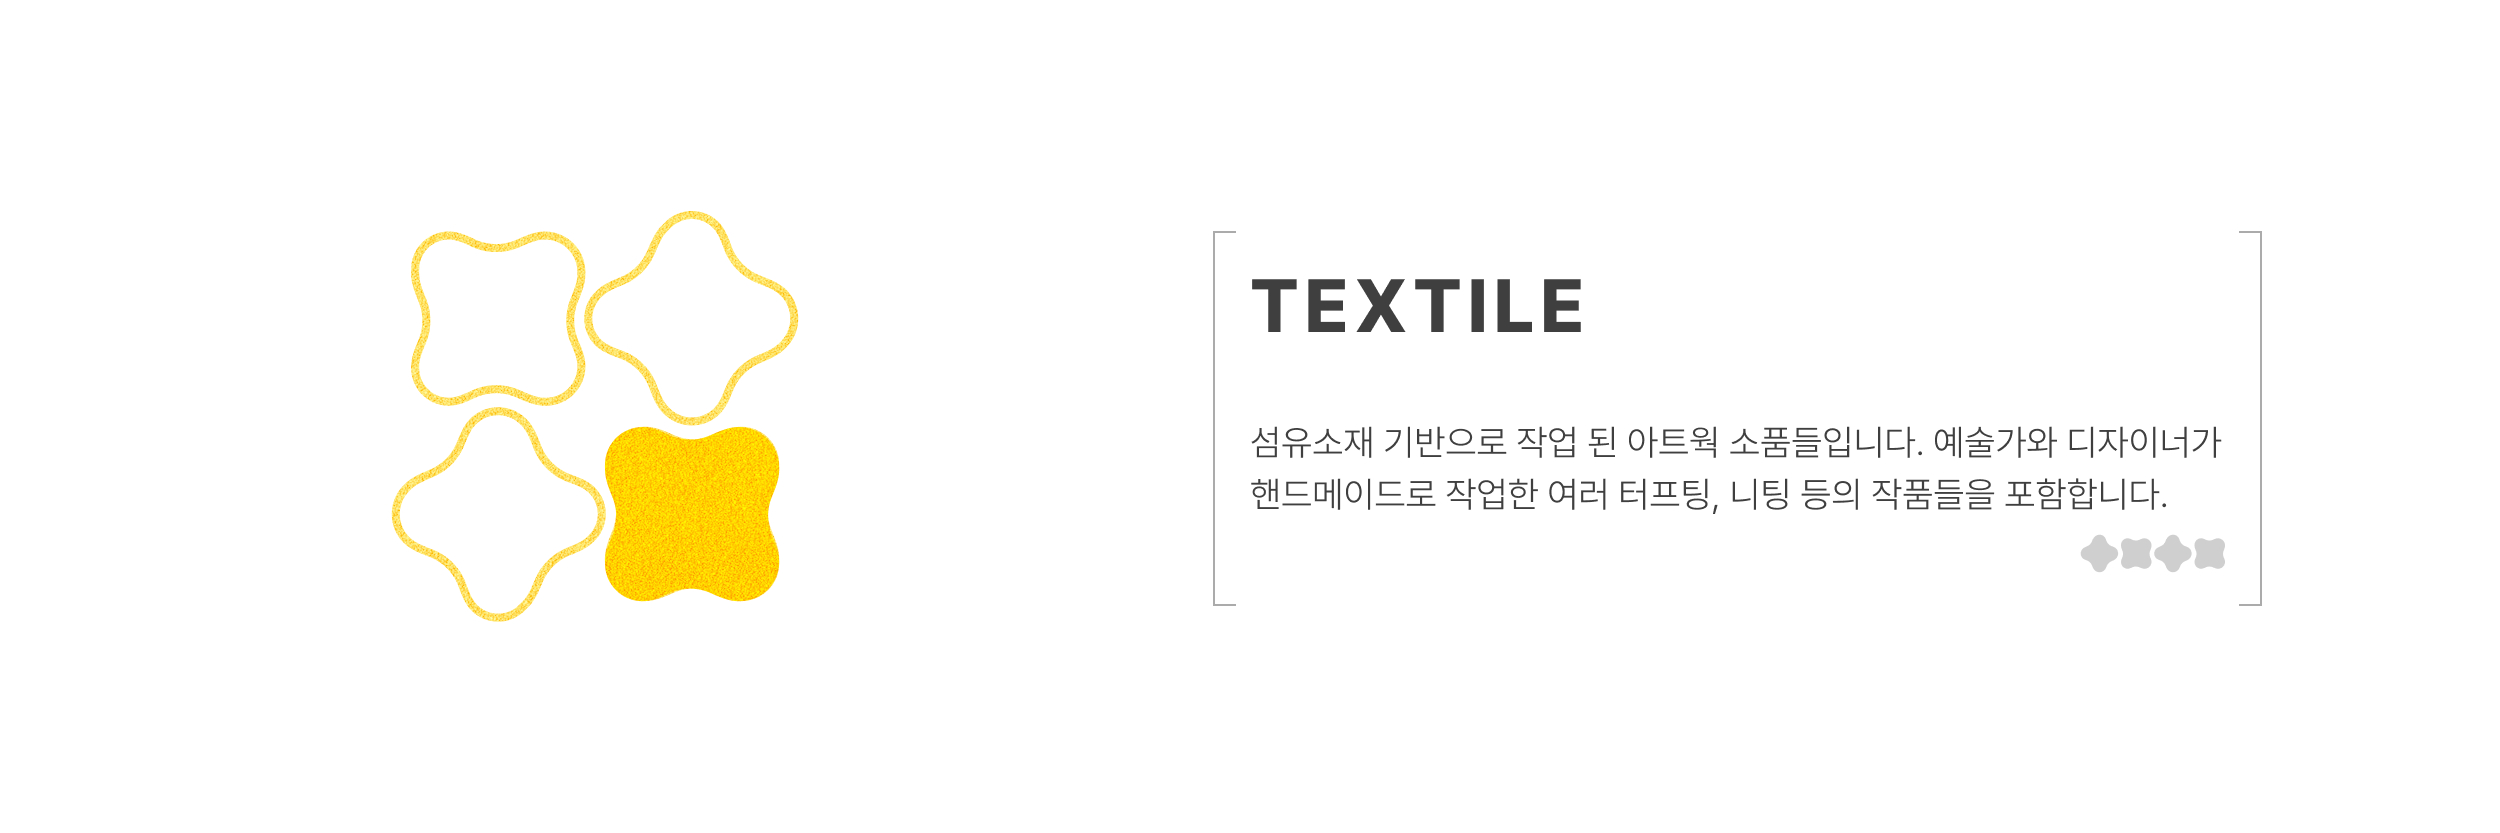 TEXTILE
섬유소재 기반으로 작업 된 아트웍 소품들입니다. 예술가와 디자이너가
핸드메이드로 작업한 여러 터프팅, 니팅 등의 작품들을 포함합니다.